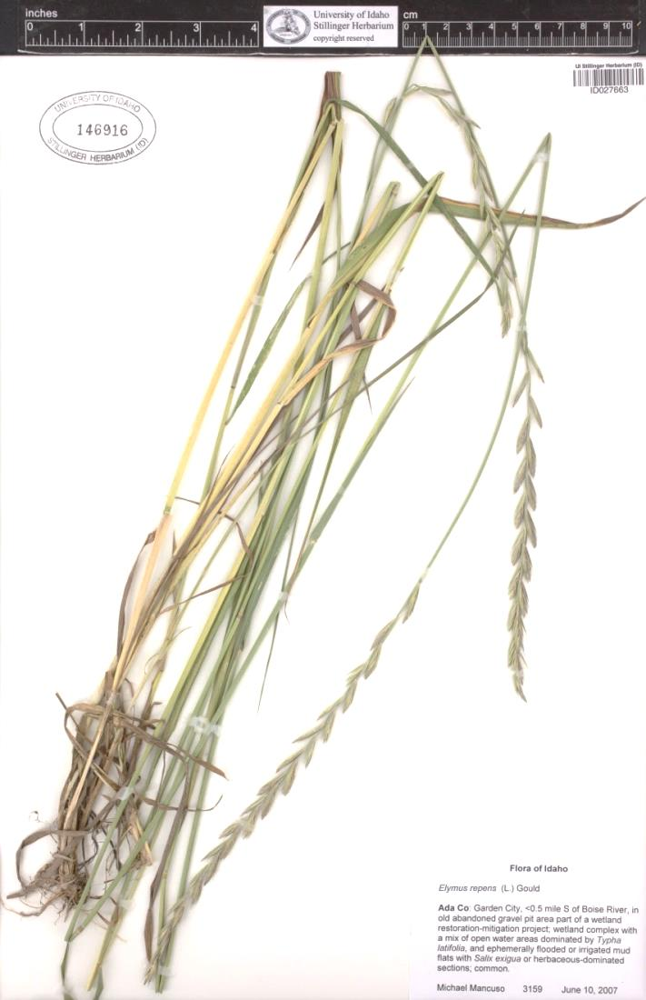 inches
0 1 2 3 4
University of Idaho
Stillinger Herbarium
copyright reserved
cm
0 1 2 3 4 5 6 7 8 9 10
UI Stillinger Herbarium (ID)
ID027663
UNIVERSITY OF IDAHO
146916
STILLINGER HERBARIUM (ID)
Flora of Idaho
Elymus repens (L.) Gould
Ada Co: Garden City, <0.5 mile S of Boise River, in
old abandoned gravel pit area part of a wetland
restoration-mitigation project; wetland complex with
a mix of open water areas dominated by Typha
latifolia, and ephemerally flooded or irrigated mud
flats with Salix exigua or herbaceous-dominated
sections; common.
Michael Mancuso 3159 June 10, 2007